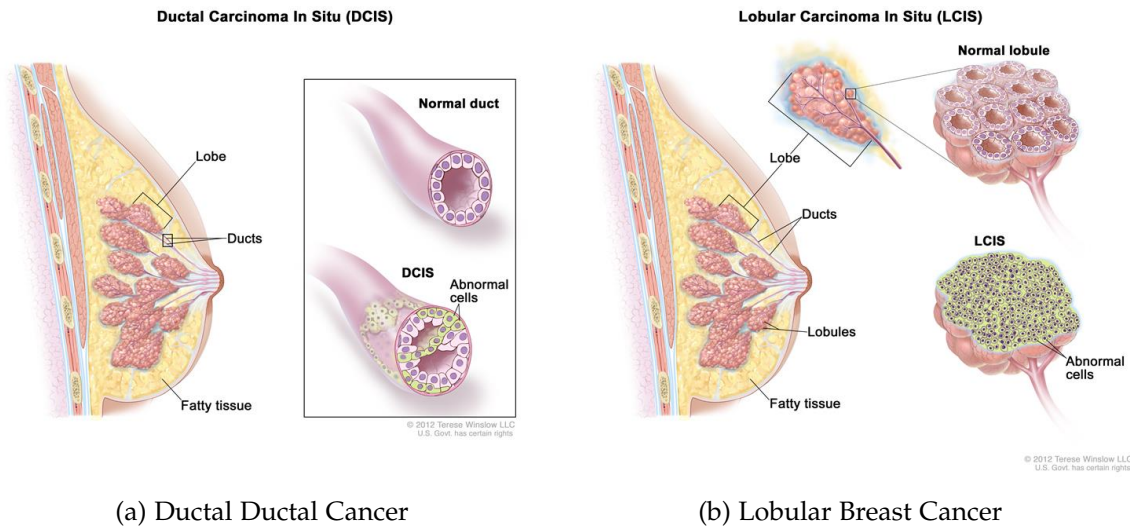 Ductal Carcinoma In Situ (DCIS)
Normal duct
Lobe
Ducts
DCIS
Abnormal
cells
Fatty tissue
© 2012 Terese Winslow LLC
U.S. Govt. has certain rights
(a) Ductal Ductal Cancer
Lobular Carcinoma In Situ (LCIS)
Normal lobule
Lobe
Ducts
LCIS
Lobules
Abnormal
cells
Fatty tissue
© 2012 Terese Winslow LLC
U.S. Govt. has certain rights
(b) Lobular Breast Cancer